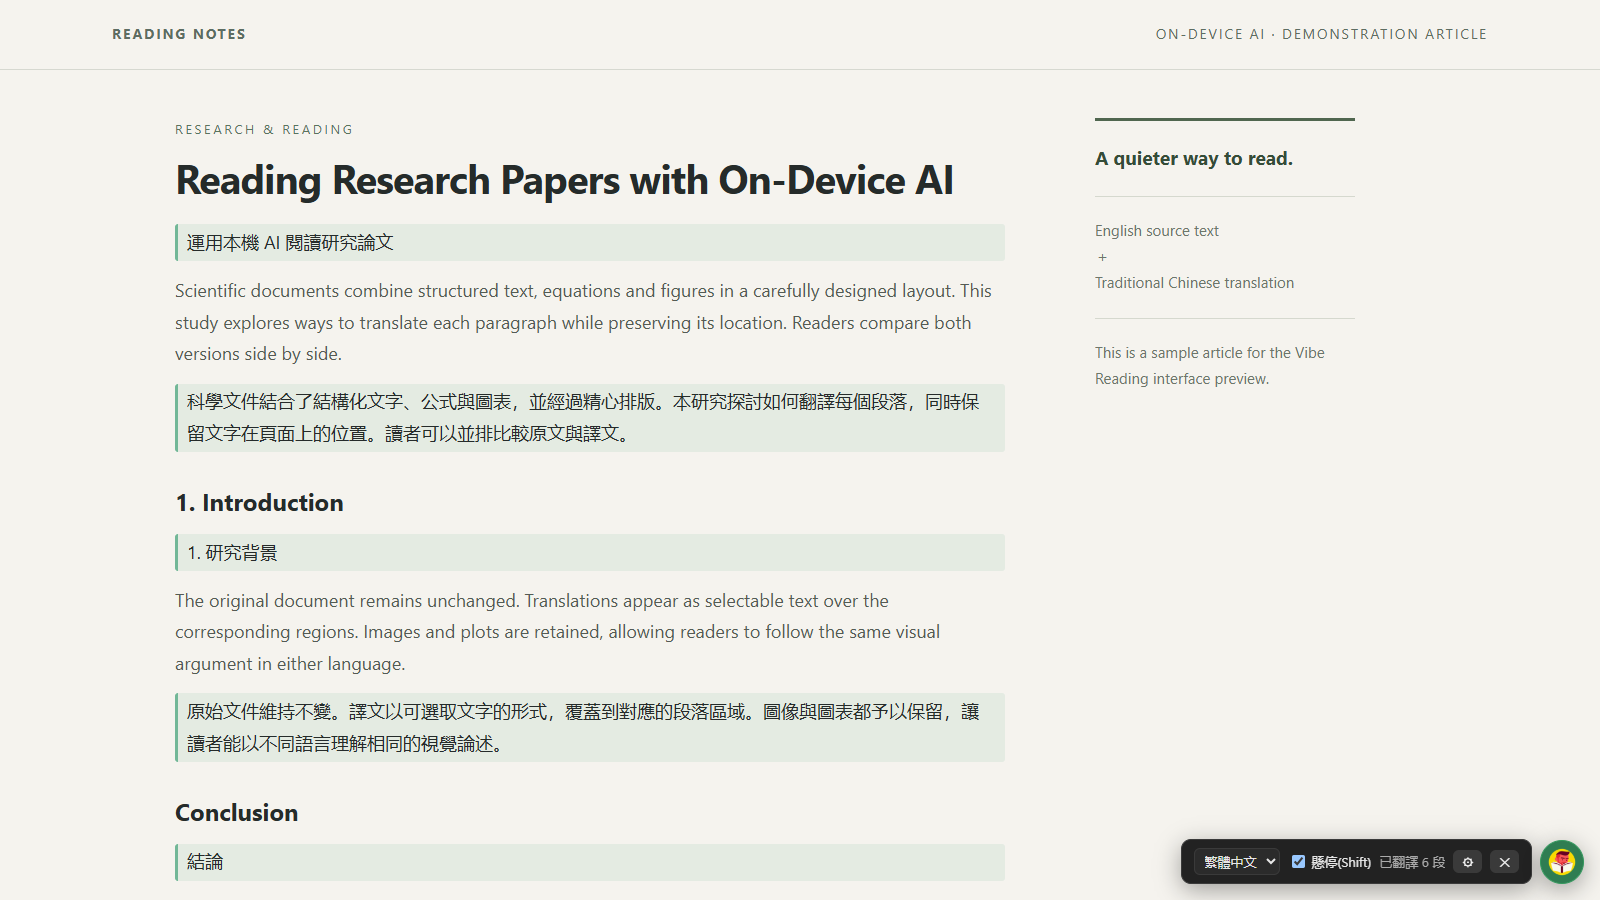 READING NOTES
ON-DEVICE AI · DEMONSTRATION ARTICLE
RESEARCH & READING
Reading Research Papers with On-Device AI
運用本機 AI 閱讀研究論文
Scientific documents combine structured text, equations and figures in a carefully designed layout. This
study explores ways to translate each paragraph while preserving its location. Readers compare both
versions side by side.
科學文件結合了結構化文字、公式與圖表，並經過精心排版。本研究探討如何翻譯每個段落，同時保
留文字在頁面上的位置。讀者可以並排比較原文與譯文。
1. Introduction
1. 研究背景
The original document remains unchanged. Translations appear as selectable text over the
corresponding regions. Images and plots are retained, allowing readers to follow the same visual
argument in either language.
原始文件維持不變。譯文以可選取文字的形式，覆蓋到對應的段落區域。圖像與圖表都予以保留，讓
讀者能以不同語言理解相同的視覺論述。
Conclusion
結論
A quieter way to read.
English source text
+
Traditional Chinese translation
This is a sample article for the Vibe
Reading interface preview.
繁體中文 懸停(Shift) 已翻譯 6 段